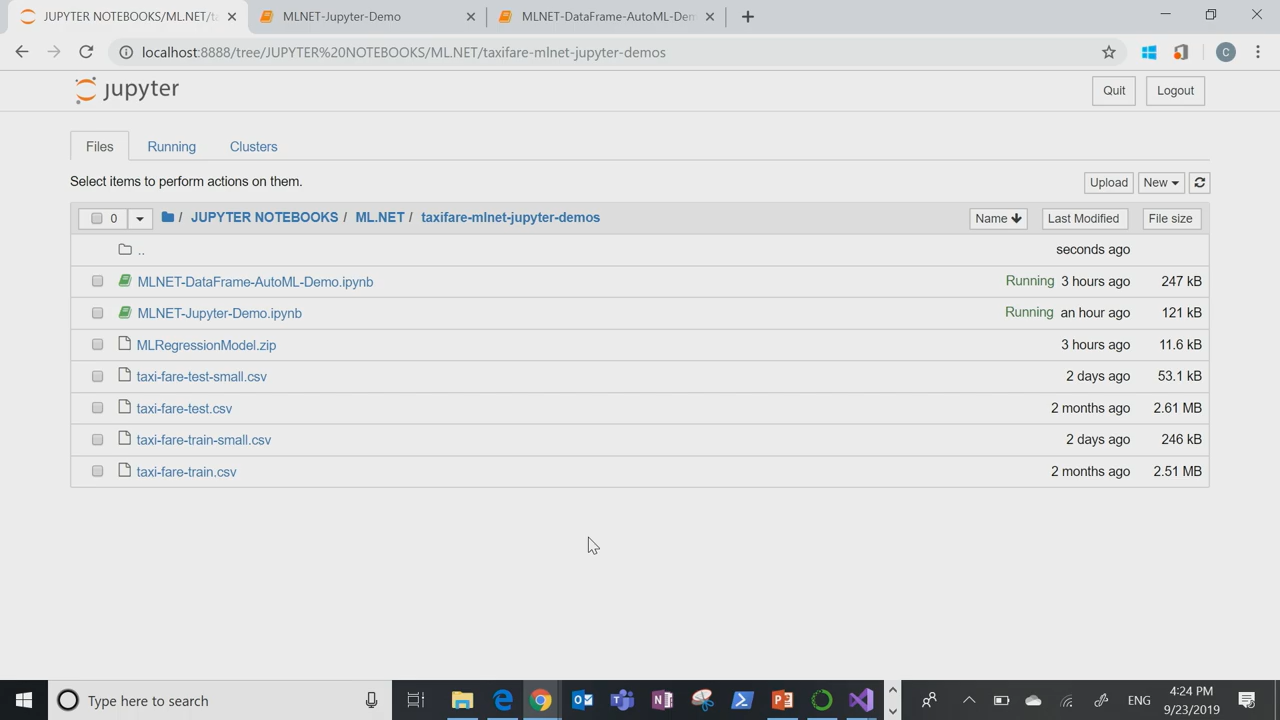 JUPYTER NOTEBOOKS/ML.NET/ta
MLNET-Jupyter-Demo
MLNET-DataFrame-AutoML-Dem
localhost:8888/tree/JUPYTER%20NOTEBOOKS/ML.NET/taxifare-mlnet-jupyter-demos
C
jupyter
Quit
Logout
Files
Running
Clusters
Select items to perform actions on them.
Upload
New
0
/ JUPYTER NOTEBOOKS / ML.NET / taxifare-mlnet-jupyter-demos
Name
Last Modified
File size
.. seconds ago
MLNET-DataFrame-AutoML-Demo.ipynb Running 3 hours ago 247 kB
MLNET-Jupyter-Demo.ipynb Running an hour ago 121 kB
MLRegressionModel.zip 3 hours ago 11.6 kB
taxi-fare-test-small.csv 2 days ago 53.1 kB
taxi-fare-test.csv 2 months ago 2.61 MB
taxi-fare-train-small.csv 2 days ago 246 kB
taxi-fare-train.csv 2 months ago 2.51 MB
Type here to search
ENG
4:24 PM
9/23/2019